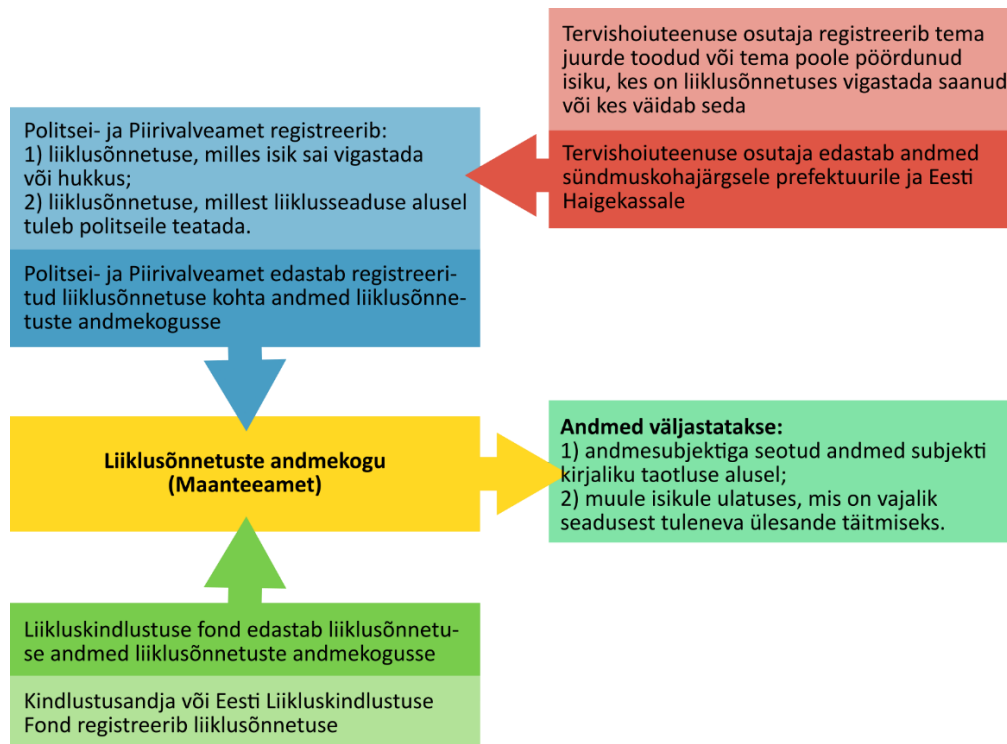 Tervishoiuteenuse osutaja registreerib tema
juurde toodud või tema poole pöördunud
isiku, kes on liiklusõnnetuses vigastada saanud
või kes väidab seda
Tervishoiuteenuse osutaja edastab andmed
sündmuskohajärgsele prefektuurile ja Eesti
Haigekassale
Politsei- ja Piirivalveamet registreerib:
1) liiklusõnnetuse, milles isik sai vigastada
või hukkus;
2) liiklusõnnetuse, millest liiklusseaduse alusel
tuleb politseile teatada.
Politsei- ja Piirivalveamet edastab registreeri-
tud liiklusõnnetuse kohta andmed liiklusõnne-
tuste andmekogusse
Liiklusõnnetuste andmekogu
(Maanteeamet)
Andmed väljastatakse:
1) andmesubjektiga seotud andmed subjekti
kirjaliku taotluse alusel;
2) muule isikule ulatuses, mis on vajalik
seadusest tuleneva ülesande täitmiseks.
Liikluskindlustuse fond edastab liiklusõnnetu-
se andmed liiklusõnnetuste andmekogusse
Kindlustusandja või Eesti Liikluskindlustuse
Fond registreerib liiklusõnnetuse